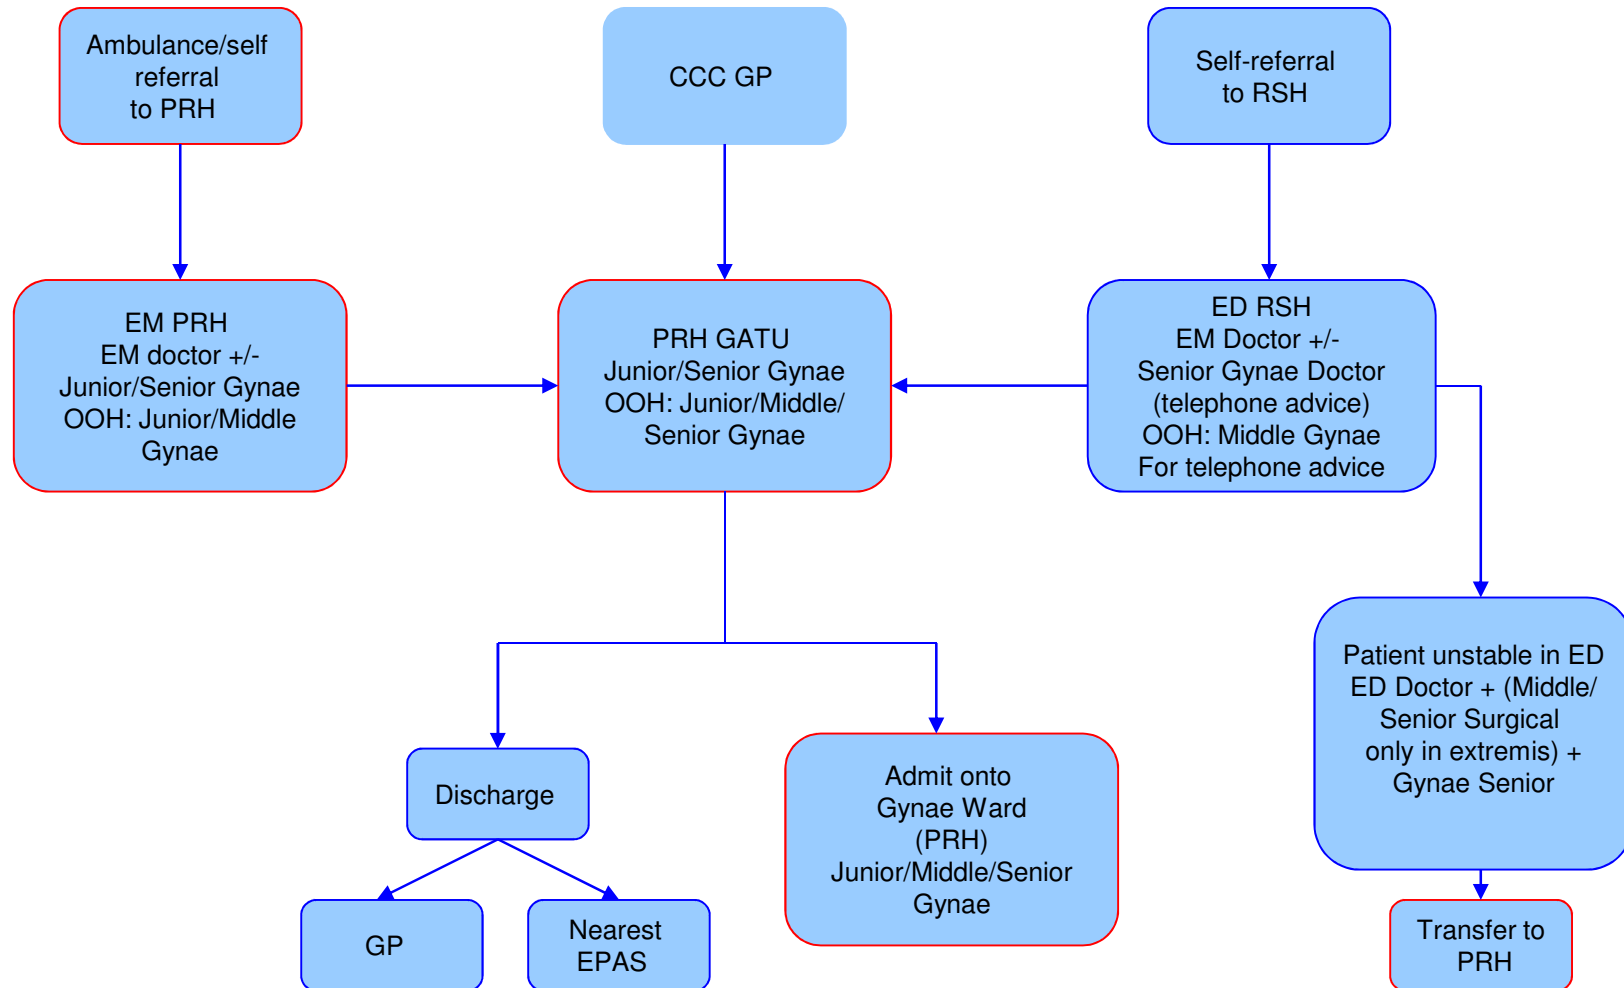 Ambulance/self
referral
to PRH
CCC GP
Self-referral
to RSH
EM PRH
EM doctor +/-
Junior/Senior Gynae
OOH: Junior/Middle
Gynae
PRH GATU
Junior/Senior Gynae
OOH: Junior/Middle/
Senior Gynae
ED RSH
EM Doctor +/-
Senior Gynae Doctor
(telephone advice)
OOH: Middle Gynae
For telephone advice
Patient unstable in ED
ED Doctor + (Middle/
Senior Surgical
only in extremis) +
Gynae Senior
Discharge
Admit onto
Gynae Ward
(PRH)
Junior/Middle/Senior
Gynae
GP
Nearest
EPAS
Transfer to
PRH